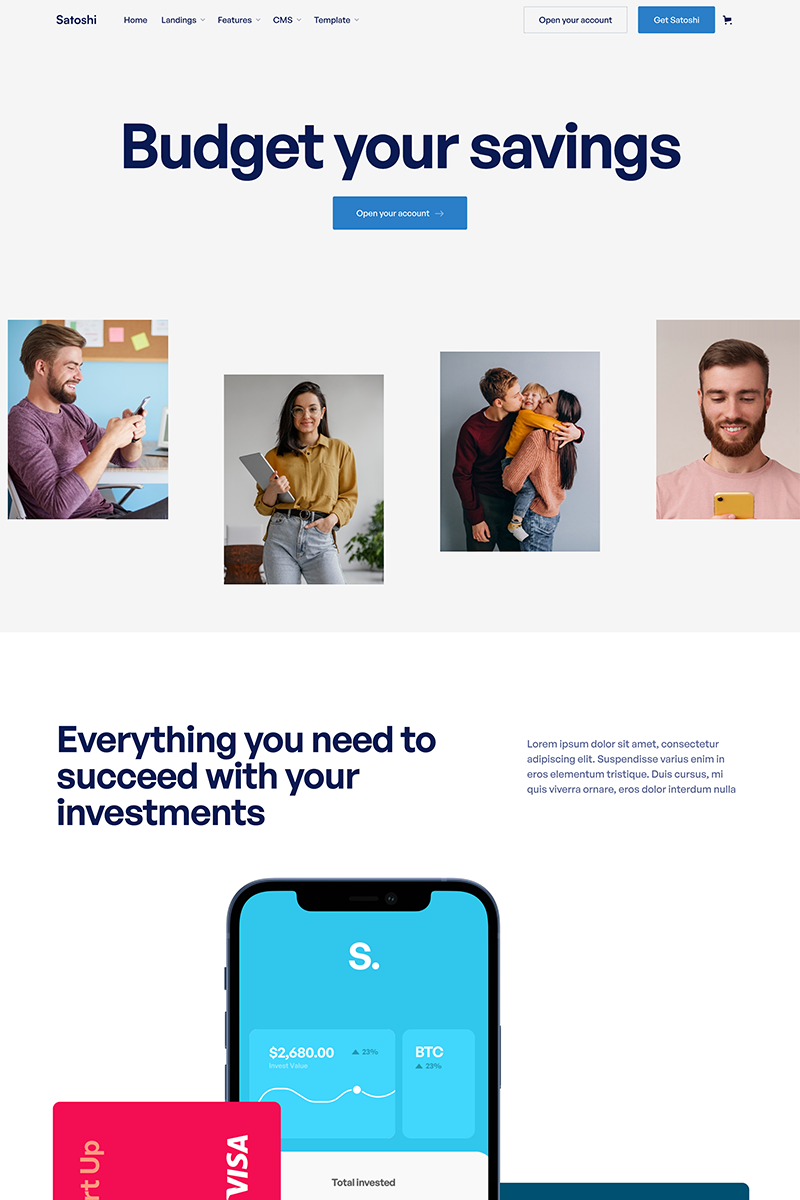 Satoshi Home Landings Features CMS Template Open your account Get Satoshi
Budget your savings
Open your account
Everything you need to
succeed with your
investments
Lorem ipsum dolor sit amet, consectetur
adipiscing elit. Suspendisse varius enim in
eros elementum tristique. Duis cursus, mi
quis viverra ornare, eros dolor interdum nulla
S.
$2,680.00 23%
Invest Value
BTC
23%
rt Up
VISA
Total invested